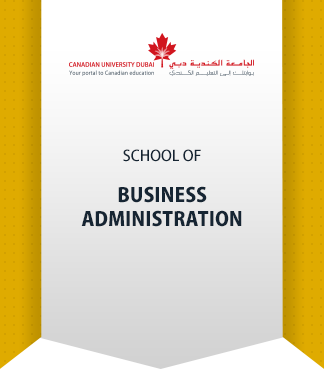 CANADIAN UNIVERSITY DUBAI الجامعة الكندية دبي
Your portal to Canadian education بوابتك إلى التعليم الكندي
SCHOOL OF
BUSINESS
ADMINISTRATION